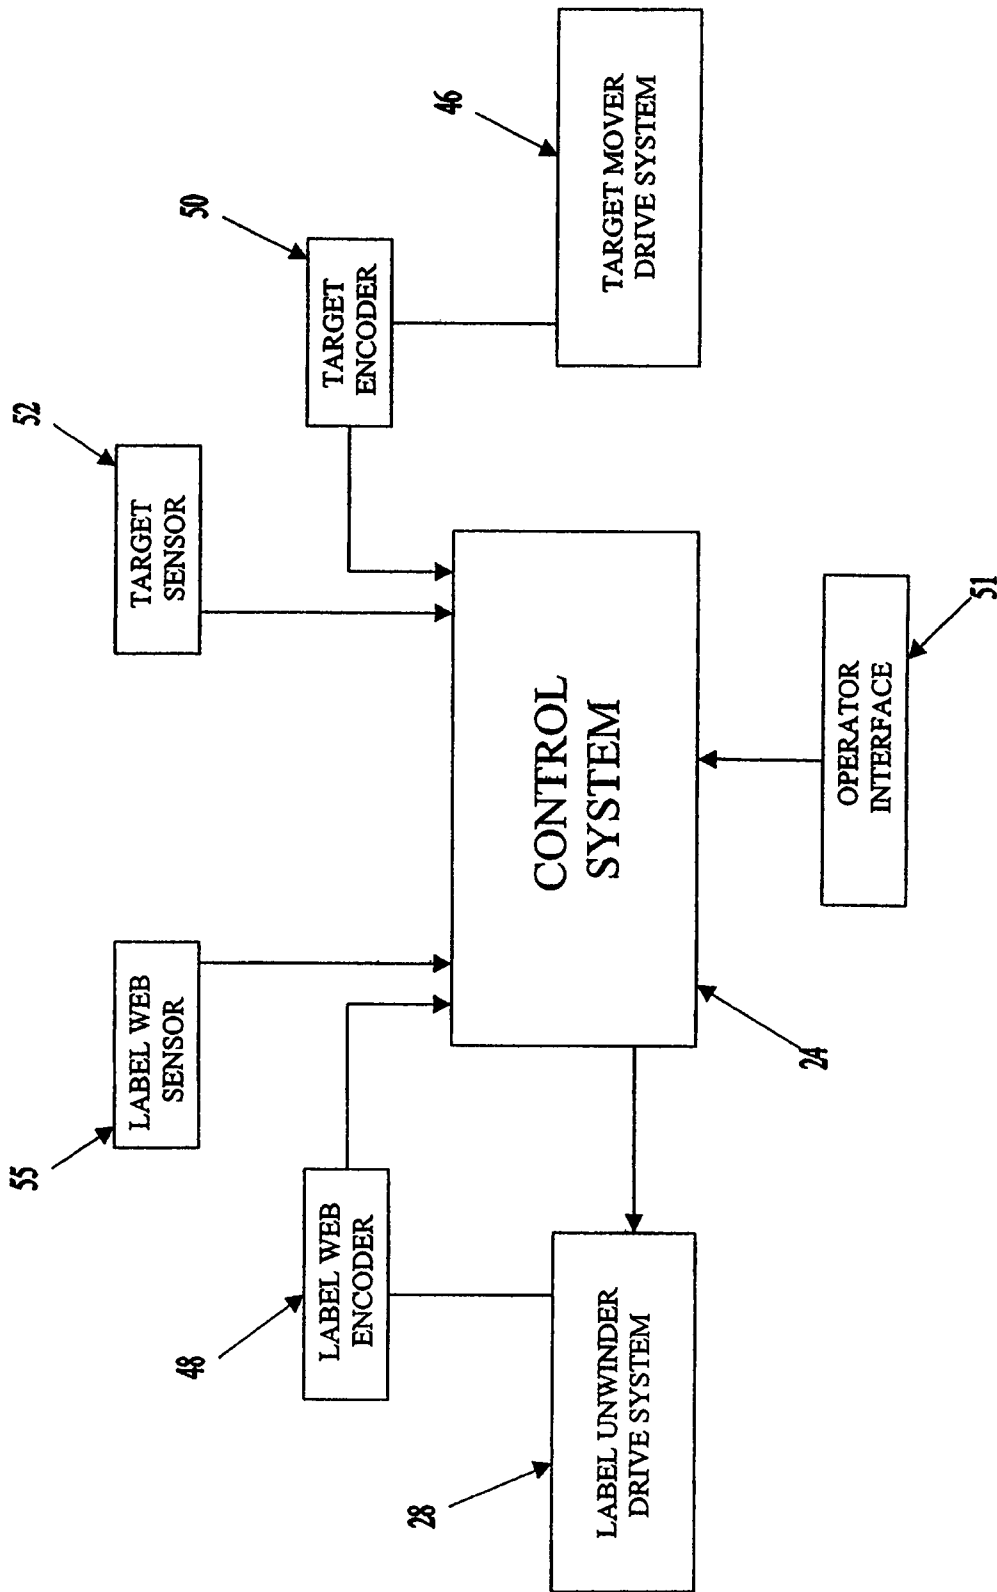 55
LABEL WEB
SENSOR
52
TARGET
SENSOR
48
LABEL WEB
ENCODER
50
TARGET
ENCODER
28
LABEL UNWINDER
DRIVE SYSTEM
CONTROL
SYSTEM
24
46
TARGET MOVER
DRIVE SYSTEM
OPERATOR
INTERFACE
51